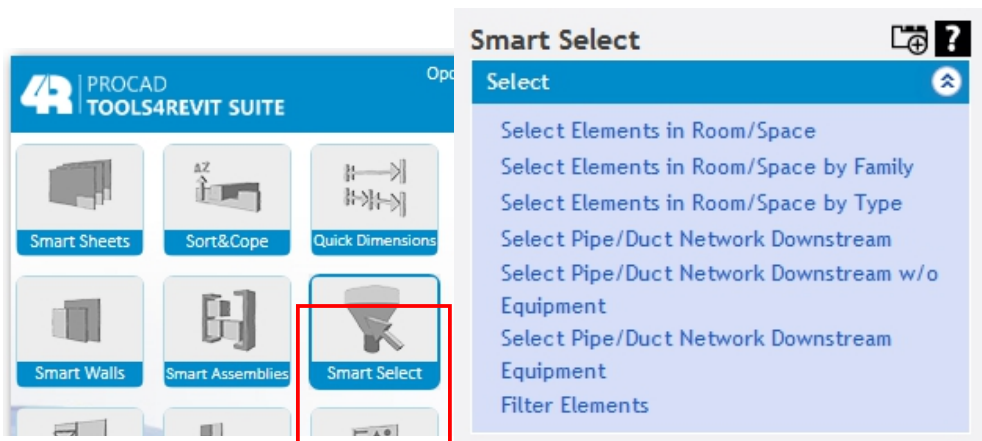 4R PROCAD
TOOLS4REVIT SUITE
Smart Sheets
AZ
Sort&Cope
Quick Dimensions
Smart Walls
Smart Assemblies
Smart Select
Smart Select
?
Select
Select Elements in Room/Space
Select Elements in Room/Space by Family
Select Elements in Room/Space by Type
Select Pipe/Duct Network Downstream
Select Pipe/Duct Network Downstream w/o
Equipment
Select Pipe/Duct Network Downstream
Equipment
Filter Elements